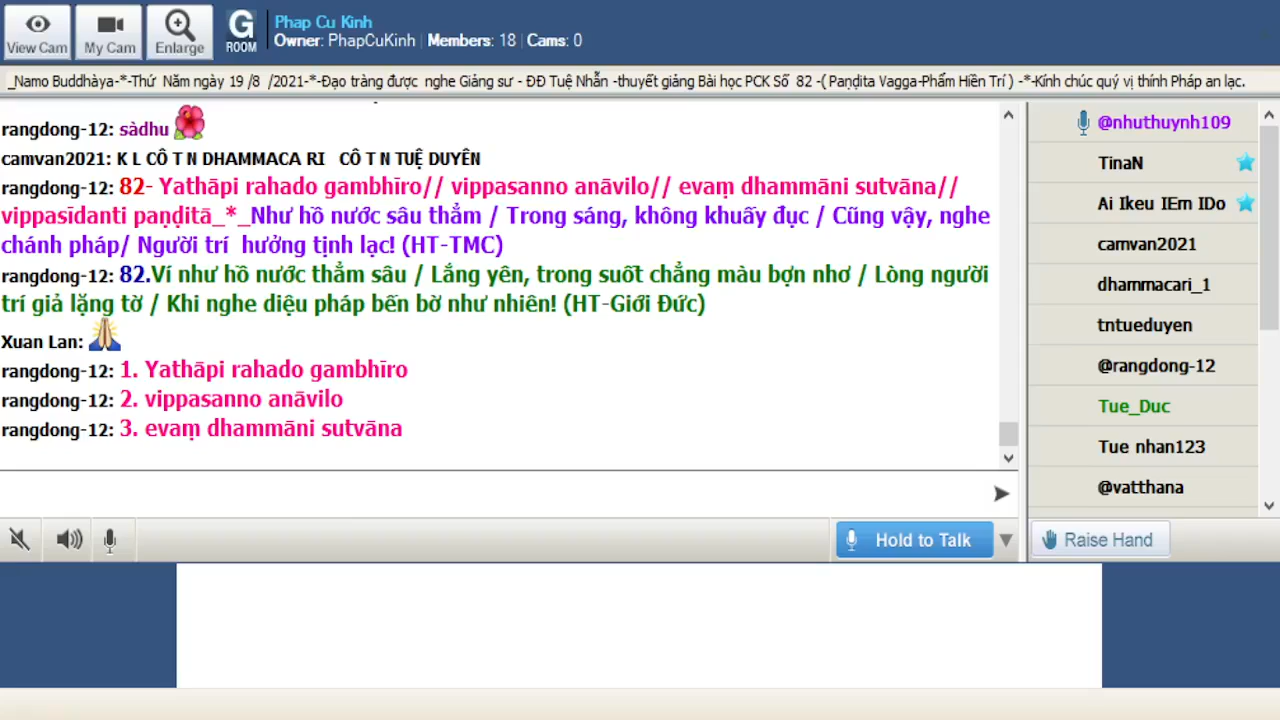 View Cam
My Cam
Enlarge
G
ROOM
Phap Cu Kinh
Owner: PhapCuKinh | Members: 18 | Cams: 0
_Namo Buddhàya-*-Thứ Năm ngày 19 /8 /2021-*-Đạo tràng được nghe Giảng sư - ĐĐ Tuệ Nhẫn -thuyết giảng Bài học PCK Số 82 -( Paṇḍita Vagga-Phẩm Hiền Trí ) -*-Kính chúc quý vị thính Pháp an lạc.
rangdong-12: sàdhu
camvan2021: K L CÔ T N DHAMMACA RI CÔ T N TUỆ DUYÊN
rangdong-12: 82- Yathāpi rahado gambhīro// vippasanno anāvilo// evaṃ dhammāni sutvāna//
vippasīdanti paṇḍitā_*_Như hồ nước sâu thẳm / Trong sáng, không khuấy đục / Cũng vậy, nghe
chánh pháp/ Người trí hưởng tịnh lạc! (HT-TMC)
rangdong-12: 82.Ví như hồ nước thẳm sâu / Lắng yên, trong suốt chẳng màu bợn nhơ / Lòng người
trí giả lặng tờ / Khi nghe diệu pháp bến bờ như nhiên! (HT-Giới Đức)
Xuan Lan:
rangdong-12: 1. Yathāpi rahado gambhīro
rangdong-12: 2. vippasanno anāvilo
rangdong-12: 3. evaṃ dhammāni sutvāna
@nhuthuynh109
TinaN
Ai Ikeu IEm IDo
camvan2021
dhammacari_1
tntueduyen
@rangdong-12
Tue_Duc
Tue nhan123
@vatthana
Hold to Talk
Raise Hand